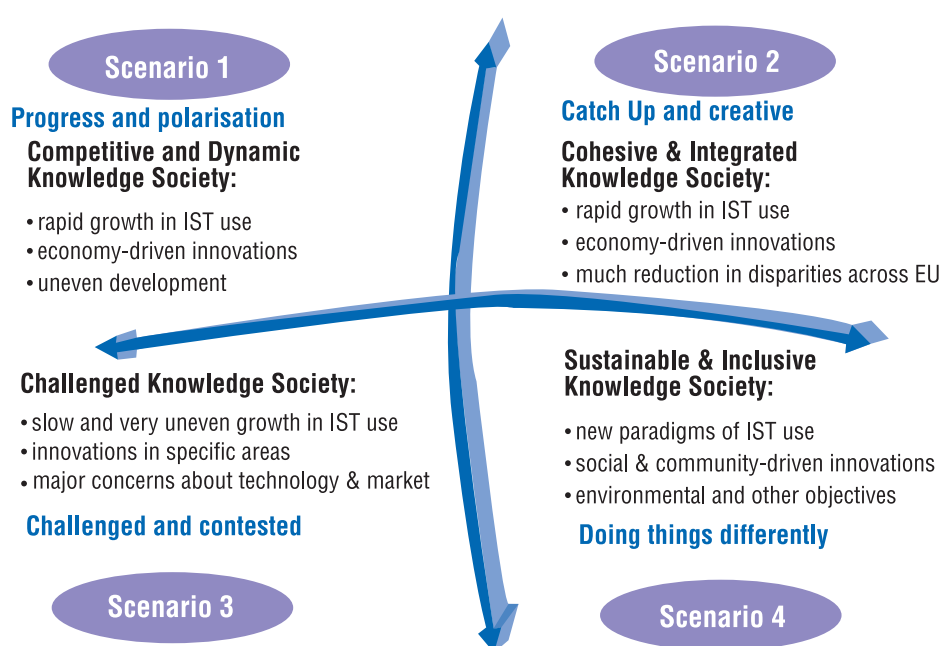 Scenario 1
Progress and polarisation
Competitive and Dynamic
Knowledge Society:
• rapid growth in IST use
• economy-driven innovations
• uneven development
Scenario 2
Catch Up and creative
Cohesive & Integrated
Knowledge Society:
• rapid growth in IST use
• economy-driven innovations
• much reduction in disparities across EU
Challenged Knowledge Society:
• slow and very uneven growth in IST use
• innovations in specific areas
• major concerns about technology & market
Challenged and contested
Scenario 3
Sustainable & Inclusive
Knowledge Society:
• new paradigms of IST use
• social & community-driven innovations
• environmental and other objectives
Doing things differently
Scenario 4